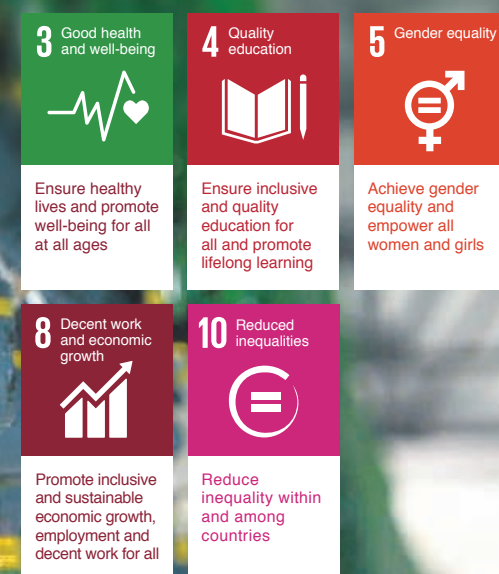 3 Good health
and well-being
Ensure healthy
lives and promote
well-being for all
at all ages
4 Quality
education
Ensure inclusive
and quality
education for
all and promote
lifelong learning
5 Gender equality
Achieve gender
equality and
empower all
women and girls
8 Decent work
and economic
growth
Promote inclusive
and sustainable
economic growth,
employment and
decent work for all
10 Reduced
inequalities
Reduce
inequality within
and among
countries